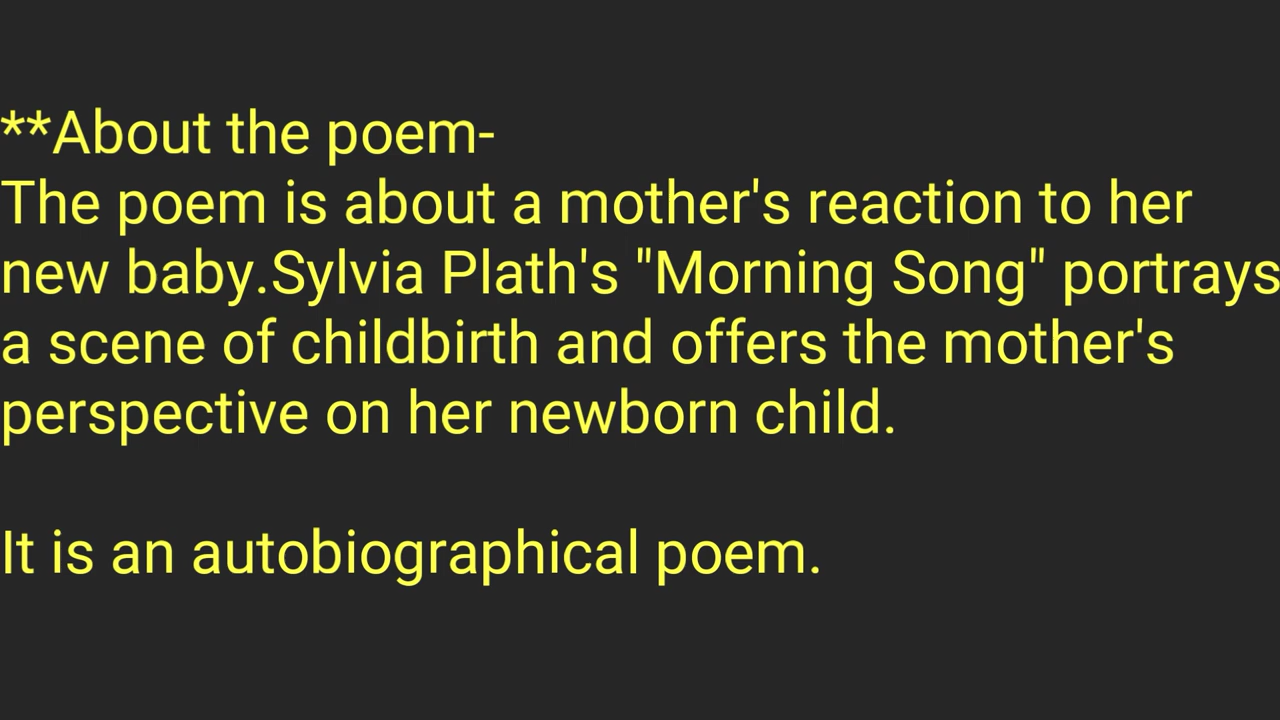 **About the poem-
The poem is about a mother's reaction to her
new baby.Sylvia Plath's "Morning Song" portrays
a scene of childbirth and offers the mother's
perspective on her newborn child.
It is an autobiographical poem.